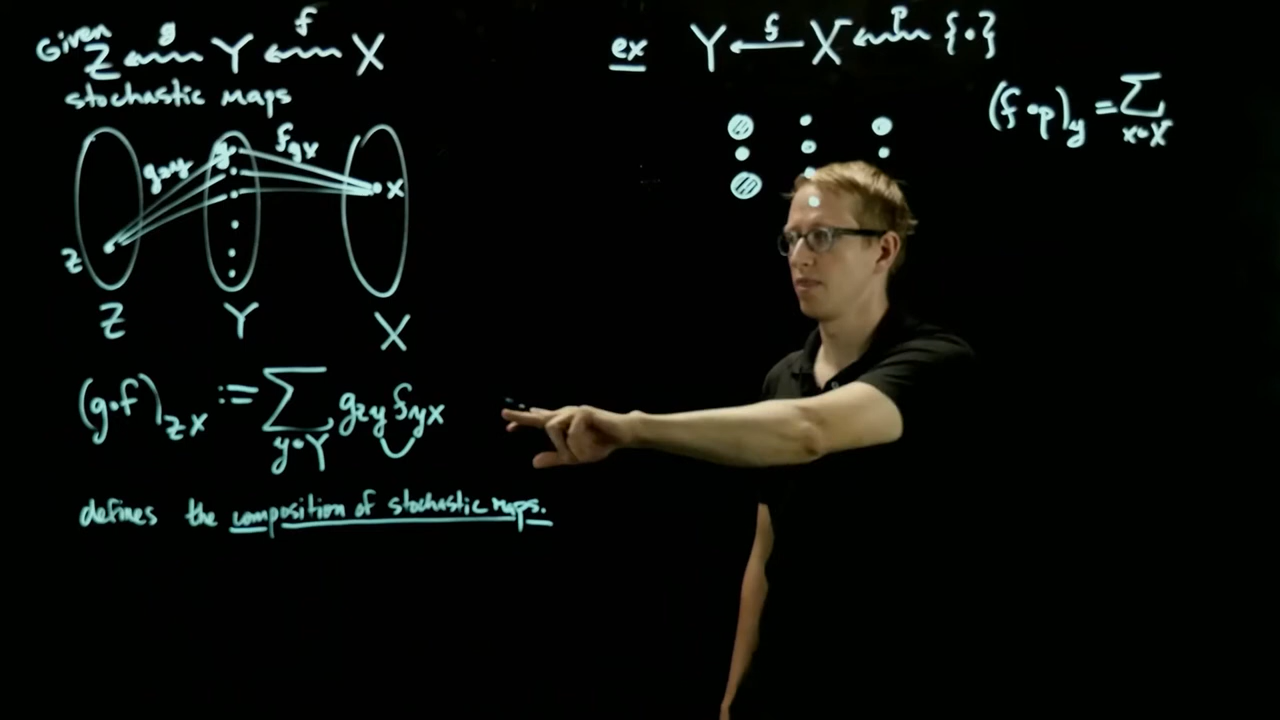 Given
Z ⇜ Y ⇜ X
g f
stochastic maps
g_zy f_yx
y
x
z
Z Y X
(g∘f)_zx := Σ_{y∈Y} g_zy f_yx
defines the composition of stochastic maps.
ex Y ← X ⇜ {•}
f p
(f∘p)_y = Σ_{x∈X}